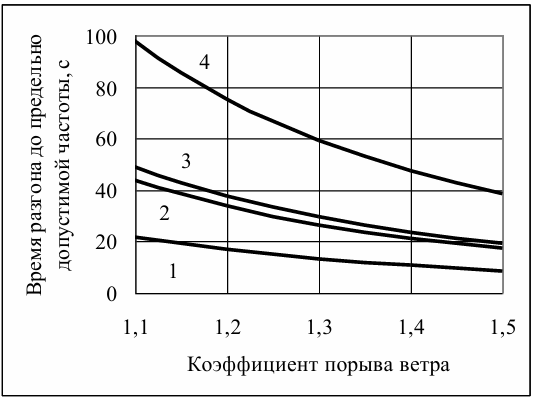 Время разгона до предельно
допустимой частоты, с
100
80
60
40
20
0
4
3
2
1
1,1 1,2 1,3 1,4 1,5
Коэффициент порыва ветра